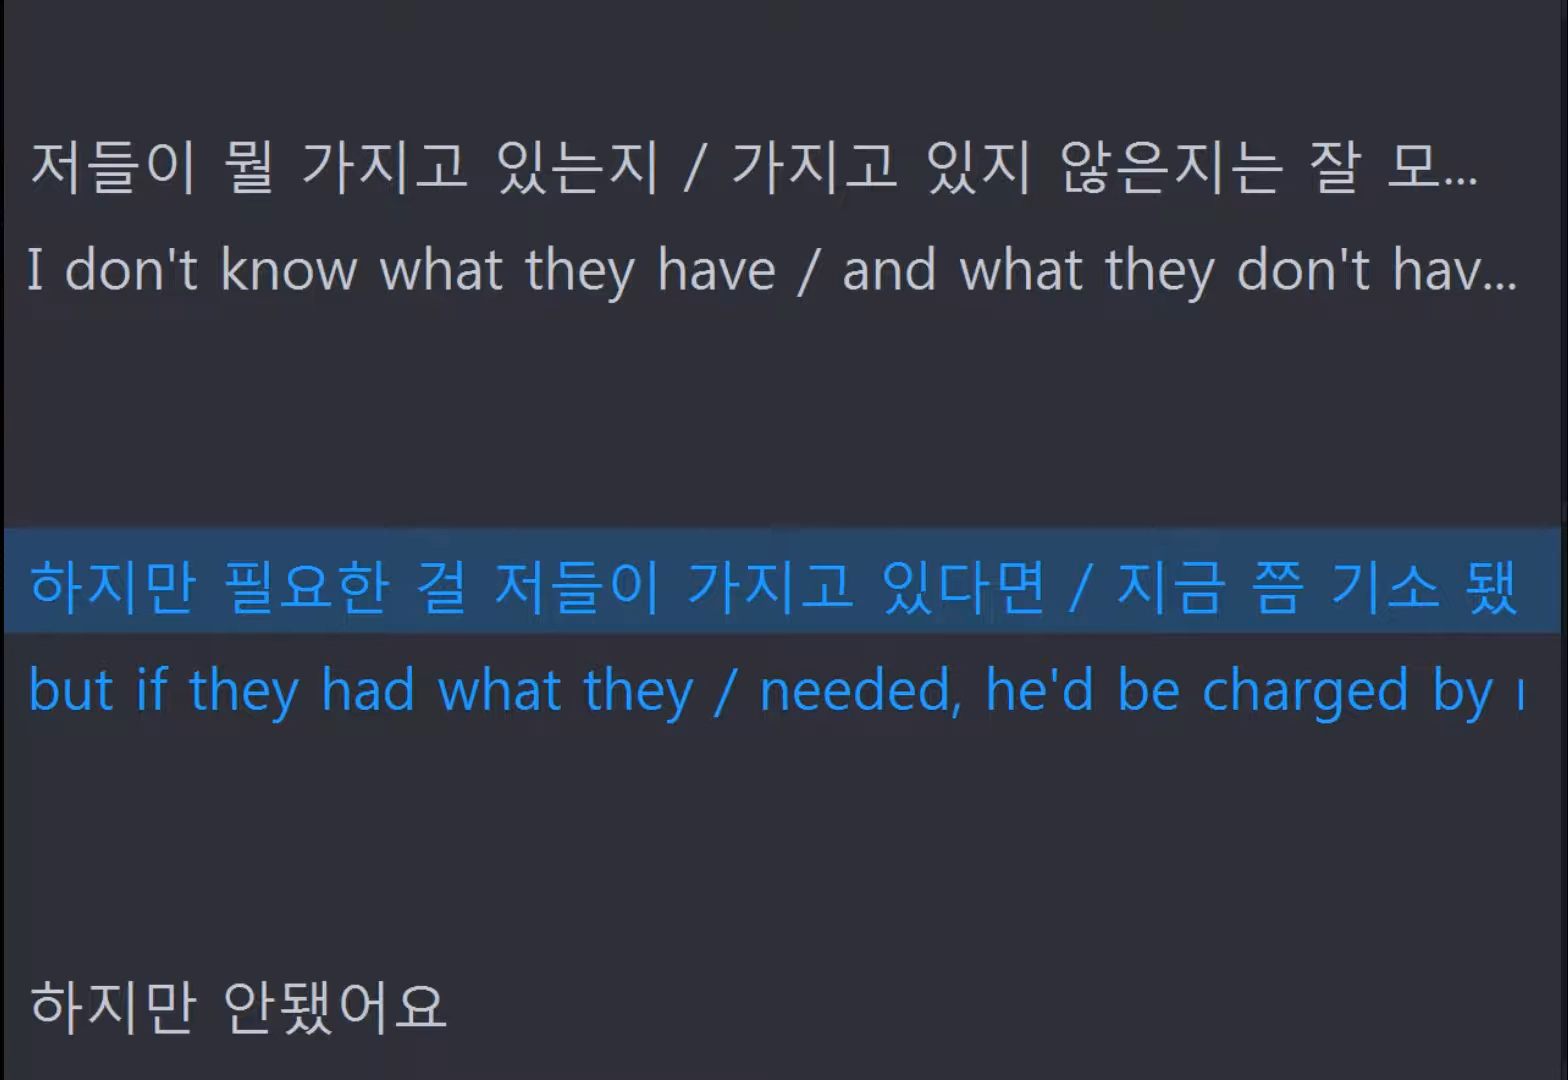 저들이 뭘 가지고 있는지 / 가지고 있지 않은지는 잘 모...
I don't know what they have / and what they don't hav...
하지만 필요한 걸 저들이 가지고 있다면 / 지금 쯤 기소 됐
but if they had what they / needed, he'd be charged by
하지만 안됐어요